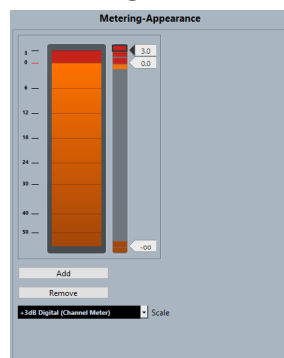 Metering-Appearance
3
0
6
12
18
24
30
40
50
3.0
0.0
-oo
Add
Remove
+3dB Digital (Channel Meter)
Scale